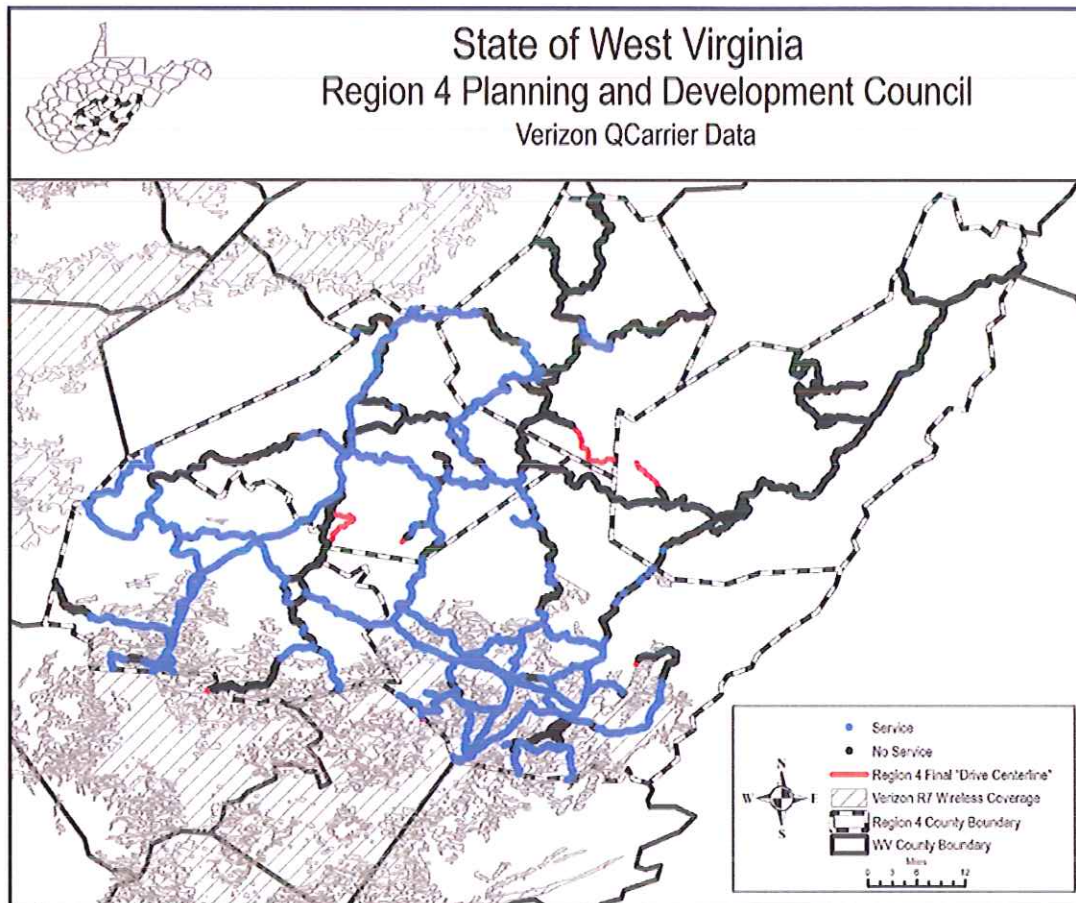 State of West Virginia
Region 4 Planning and Development Council
Verizon QCarrier Data
Service
No Service
Region 4 Final "Drive Centerline"
Verizon R7 Wireless Coverage
Region 4 County Boundary
WV County Boundary
Miles
0 3 6 12
N
W E
S